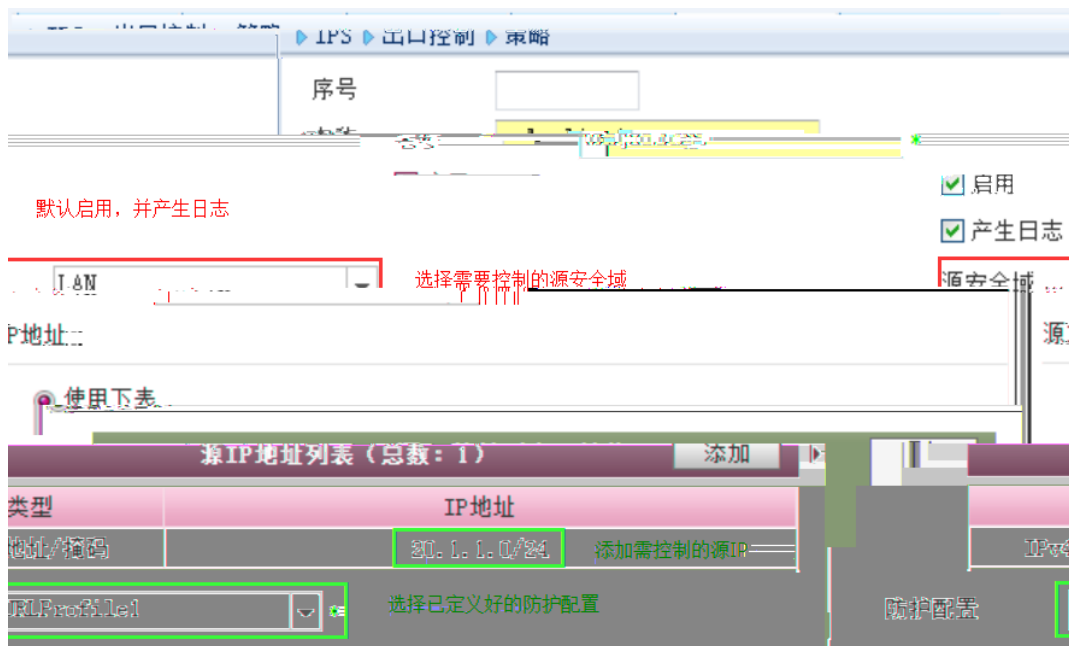 IPS 出口控制 策略
序号
启用
默认启用，并产生日志
产生日志
LAN
选择需要控制的源安全域
源安全域
P地址
使用下表
源IP地址列表（总数：1）
添加
类型
IP地址
地址/掩码
20.1.1.0/24
添加需控制的源IP
URLProfile1
*
选择已定义好的防护配置
防护配置